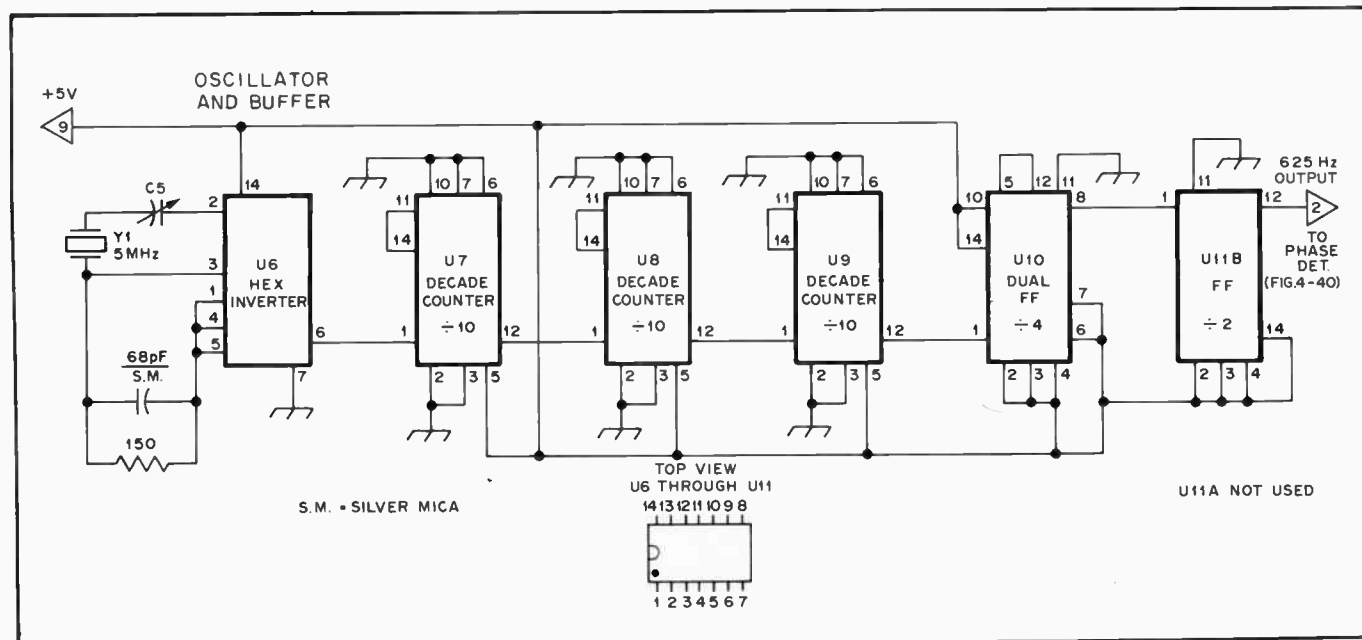 OSCILLATOR
AND BUFFER
+5V
9
C5
Y1
5MHz
68pF
S.M.
150
14
2
3
1
4
5
6
7
U6
HEX
INVERTER
10 7 6
11
14
1
12
2 3 5
U7
DECADE
COUNTER
÷10
10 7 6
11
14
1
12
2 3 5
U8
DECADE
COUNTER
÷10
10 7 6
11
14
1
12
2 3 5
U9
DECADE
COUNTER
÷10
5 12 11
10
14
1
8
7
6
2 3 4
U10
DUAL
FF
÷4
11
1
12
14
2 3 4
U11B
FF
÷2
625 Hz
OUTPUT
2
TO
PHASE
DET.
(FIG.4-40)
S.M. = SILVER MICA
TOP VIEW
U6 THROUGH U11
14 13 12 11 10 9 8
1 2 3 4 5 6 7
U11A NOT USED